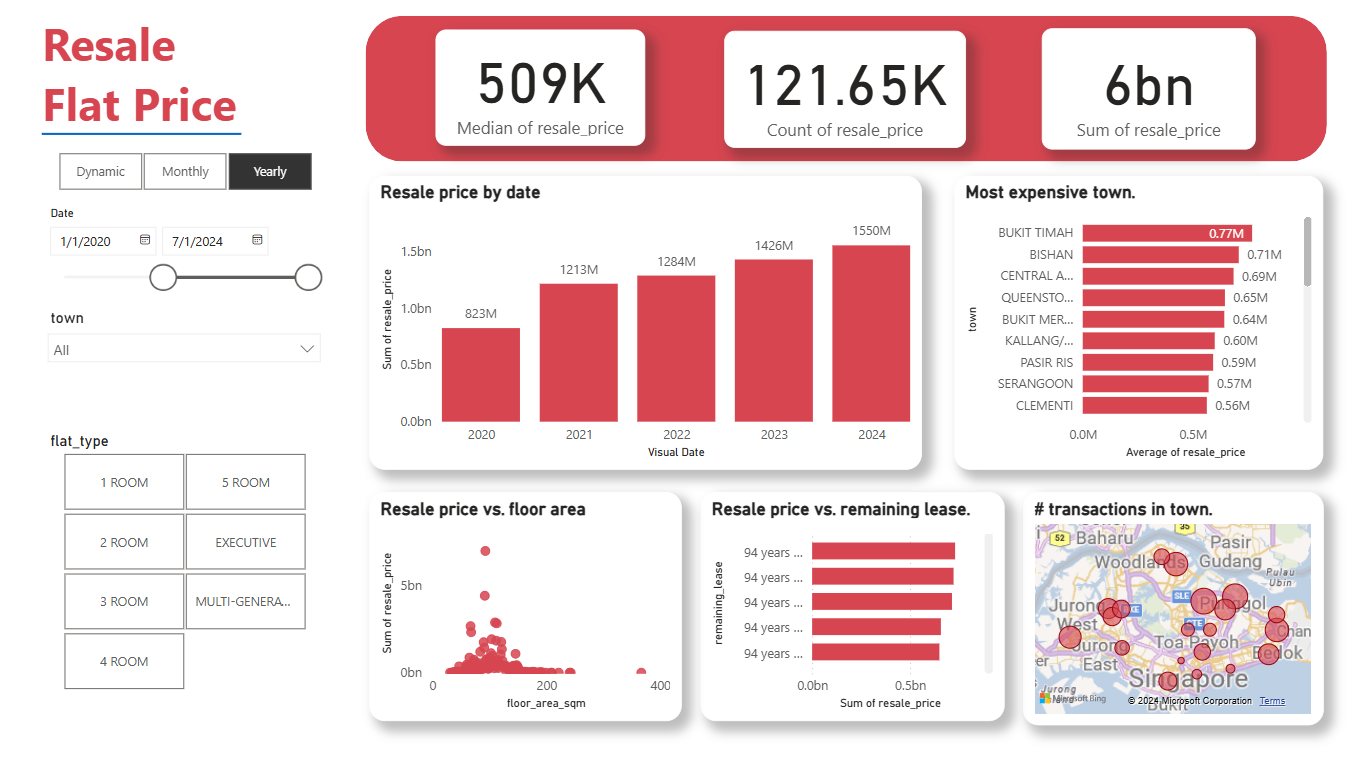 Resale
Flat Price
Dynamic
Monthly
Yearly
Date
1/1/2020
7/1/2024
town
All
flat_type
1 ROOM
5 ROOM
2 ROOM
EXECUTIVE
3 ROOM
MULTI-GENERA...
4 ROOM
509K
Median of resale_price
121.65K
Count of resale_price
6bn
Sum of resale_price
Resale price by date
Sum of resale_price
1.5bn
1.0bn
0.5bn
0.0bn
823M
1213M
1284M
1426M
1550M
2020
2021
2022
2023
2024
Visual Date
Most expensive town.
town
BUKIT TIMAH
0.77M
BISHAN
0.71M
CENTRAL A...
0.69M
QUEENSTO...
0.65M
BUKIT MER...
0.64M
KALLANG/...
0.60M
PASIR RIS
0.59M
SERANGOON
0.57M
CLEMENTI
0.56M
0.0M
0.5M
Average of resale_price
Resale price vs. floor area
Sum of resale_price
5bn
0bn
0
200
400
floor_area_sqm
Resale price vs. remaining lease.
remaining_lease
94 years ...
94 years ...
94 years ...
94 years ...
94 years ...
0.0bn
0.5bn
Sum of resale_price
# transactions in town.
52
Baharu
35
Pasir
Gudang
Woodlands
Pulau
Ubin
SLE
Jurong
West
Punggol
Toa Payoh
Jurong
East
Bedok
Singapore
Jurong
Microsoft Bing
© 2024 Microsoft Corporation
Terms